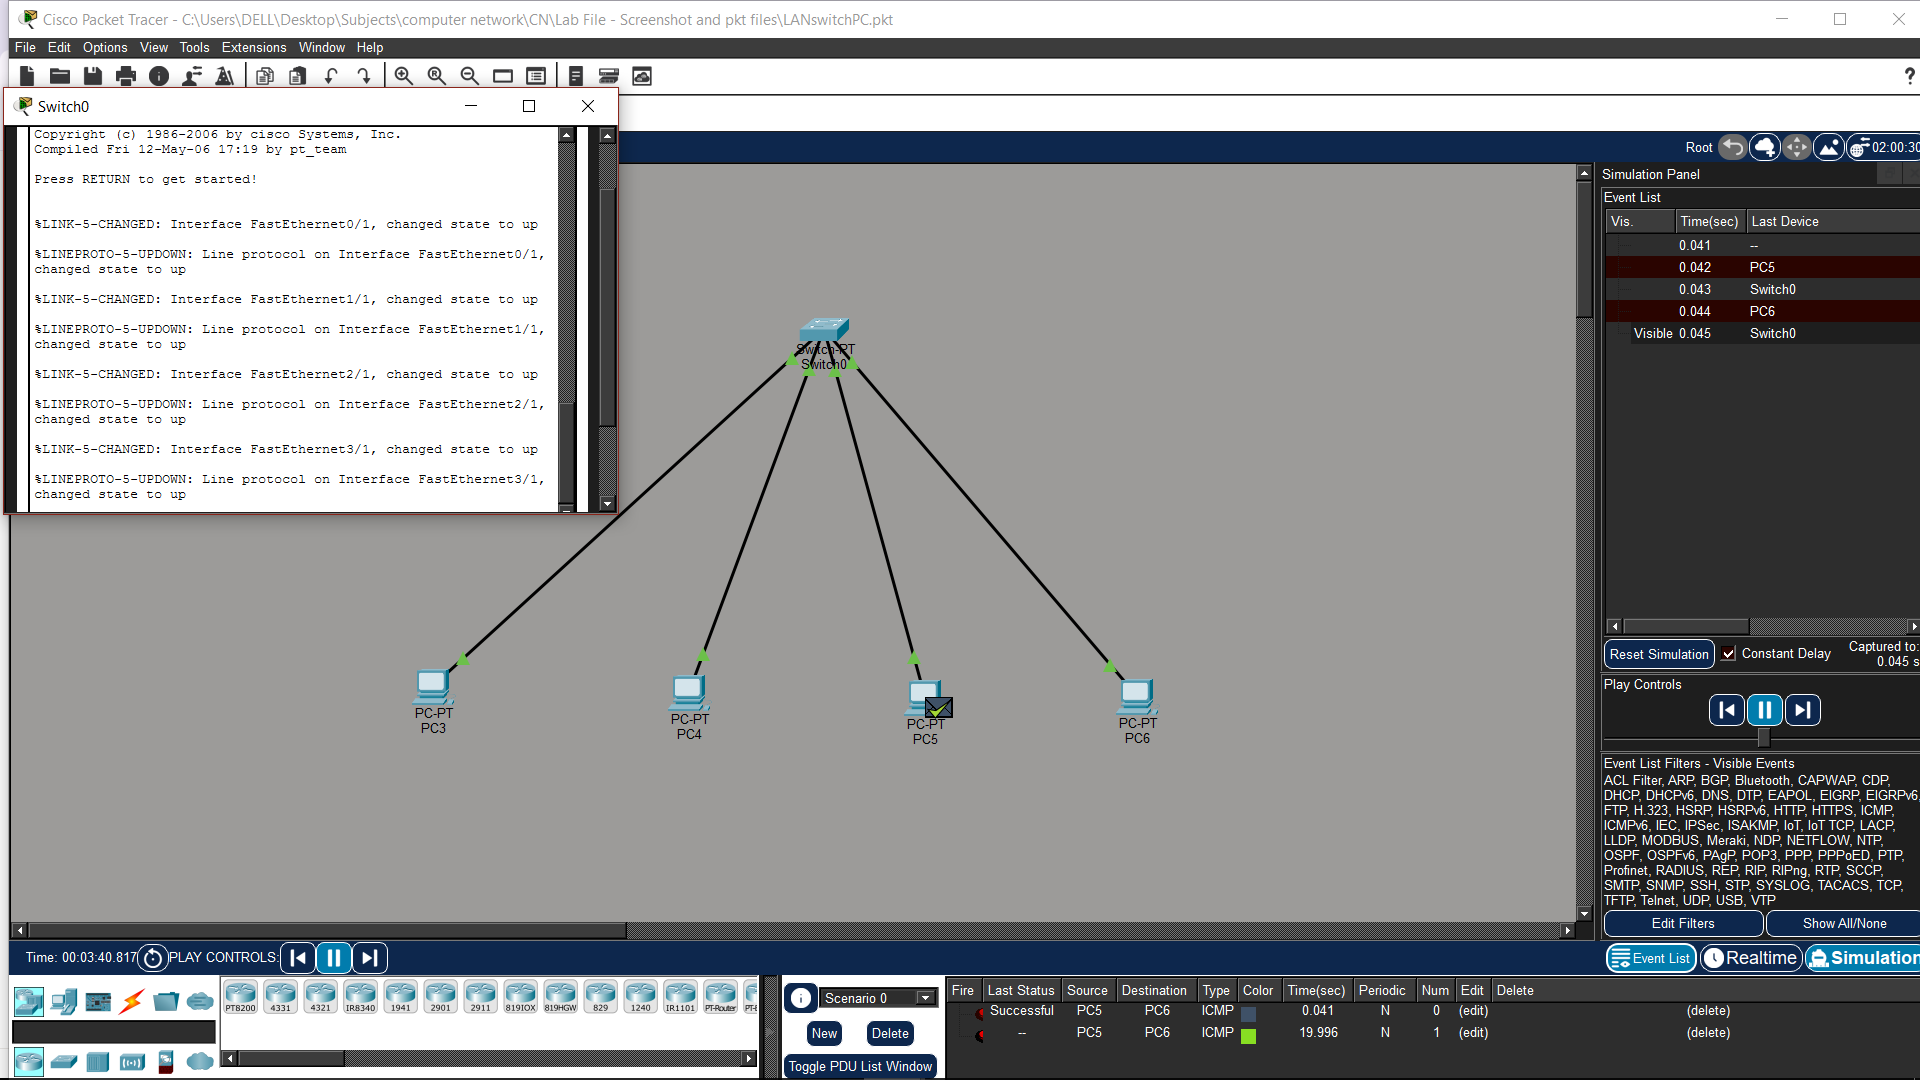 Cisco Packet Tracer - C:\Users\DELL\Desktop\Subjects\computer network\CN\Lab File - Screenshot and pkt files\LANswitchPC.pkt
File Edit Options View Tools Extensions Window Help
?
Switch0
Copyright (c) 1986-2006 by cisco Systems, Inc.
Compiled Fri 12-May-06 17:19 by pt_team
Press RETURN to get started!
%LINK-5-CHANGED: Interface FastEthernet0/1, changed state to up
%LINEPROTO-5-UPDOWN: Line protocol on Interface FastEthernet0/1,
changed state to up
%LINK-5-CHANGED: Interface FastEthernet1/1, changed state to up
%LINEPROTO-5-UPDOWN: Line protocol on Interface FastEthernet1/1,
changed state to up
%LINK-5-CHANGED: Interface FastEthernet2/1, changed state to up
%LINEPROTO-5-UPDOWN: Line protocol on Interface FastEthernet2/1,
changed state to up
%LINK-5-CHANGED: Interface FastEthernet3/1, changed state to up
%LINEPROTO-5-UPDOWN: Line protocol on Interface FastEthernet3/1,
changed state to up
Root 02:00:30
Switch-PT
Switch0
PC-PT
PC3
PC-PT
PC4
PC-PT
PC5
PC-PT
PC6
Simulation Panel
Event List
Vis. Time(sec) Last Device
0.041 --
0.042 PC5
0.043 Switch0
0.044 PC6
Visible 0.045 Switch0
Reset Simulation Constant Delay Captured to:
0.045 s
Play Controls
Event List Filters - Visible Events
ACL Filter, ARP, BGP, Bluetooth, CAPWAP, CDP,
DHCP, DHCPv6, DNS, DTP, EAPOL, EIGRP, EIGRPv6,
FTP, H.323, HSRP, HSRPv6, HTTP, HTTPS, ICMP,
ICMPv6, IEC, IPSec, ISAKMP, IoT, IoT TCP, LACP,
LLDP, MODBUS, Meraki, NDP, NETFLOW, NTP,
OSPF, OSPFv6, PAgP, POP3, PPP, PPPoED, PTP,
Profinet, RADIUS, REP, RIP, RIPng, RTP, SCCP,
SMTP, SNMP, SSH, STP, SYSLOG, TACACS, TCP,
TFTP, Telnet, UDP, USB, VTP
Edit Filters Show All/None
Time: 00:03:40.817 PLAY CONTROLS:
Event List Realtime Simulation
PT8200 4331 4321 IR8340 1941 2901 2911 819IOX 819HGW 829 1240 IR1101 PT-Router PT-E
Scenario 0
New Delete
Toggle PDU List Window
Fire Last Status Source Destination Type Color Time(sec) Periodic Num Edit Delete
Successful PC5 PC6 ICMP 0.041 N 0 (edit) (delete)
-- PC5 PC6 ICMP 19.996 N 1 (edit) (delete)